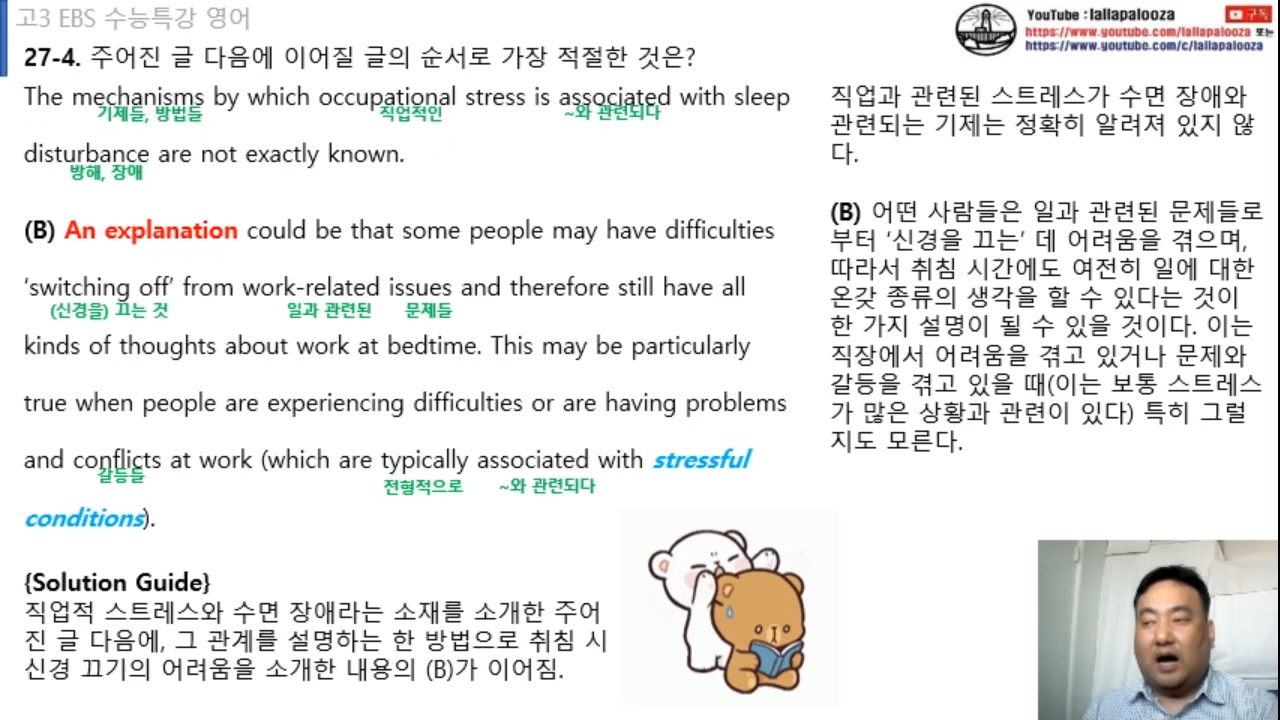 고3 EBS 수능특강 영어
YouTube : lallapalooza
구독
https://www.youtube.com/lallapalooza 또는
https://www.youtube.com/c/lallapalooza
27-4. 주어진 글 다음에 이어질 글의 순서로 가장 적절한 것은?
The mechanisms by which occupational stress is associated with sleep
기제들, 방법들 직업적인 ~와 관련되다
disturbance are not exactly known.
방해, 장애
(B) An explanation could be that some people may have difficulties
‘switching off’ from work-related issues and therefore still have all
(신경을) 끄는 것 일과 관련된 문제들
kinds of thoughts about work at bedtime. This may be particularly
true when people are experiencing difficulties or are having problems
and conflicts at work (which are typically associated with stressful
갈등들 전형적으로 ~와 관련되다
conditions).
{Solution Guide}
직업적 스트레스와 수면 장애라는 소재를 소개한 주어
진 글 다음에, 그 관계를 설명하는 한 방법으로 취침 시
신경 끄기의 어려움을 소개한 내용의 (B)가 이어짐.
직업과 관련된 스트레스가 수면 장애와
관련되는 기제는 정확히 알려져 있지 않
다.
(B) 어떤 사람들은 일과 관련된 문제들로
부터 ‘신경을 끄는’ 데 어려움을 겪으며,
따라서 취침 시간에도 여전히 일에 대한
온갖 종류의 생각을 할 수 있다는 것이
한 가지 설명이 될 수 있을 것이다. 이는
직장에서 어려움을 겪고 있거나 문제와
갈등을 겪고 있을 때(이는 보통 스트레스
가 많은 상황과 관련이 있다) 특히 그럴
지도 모른다.